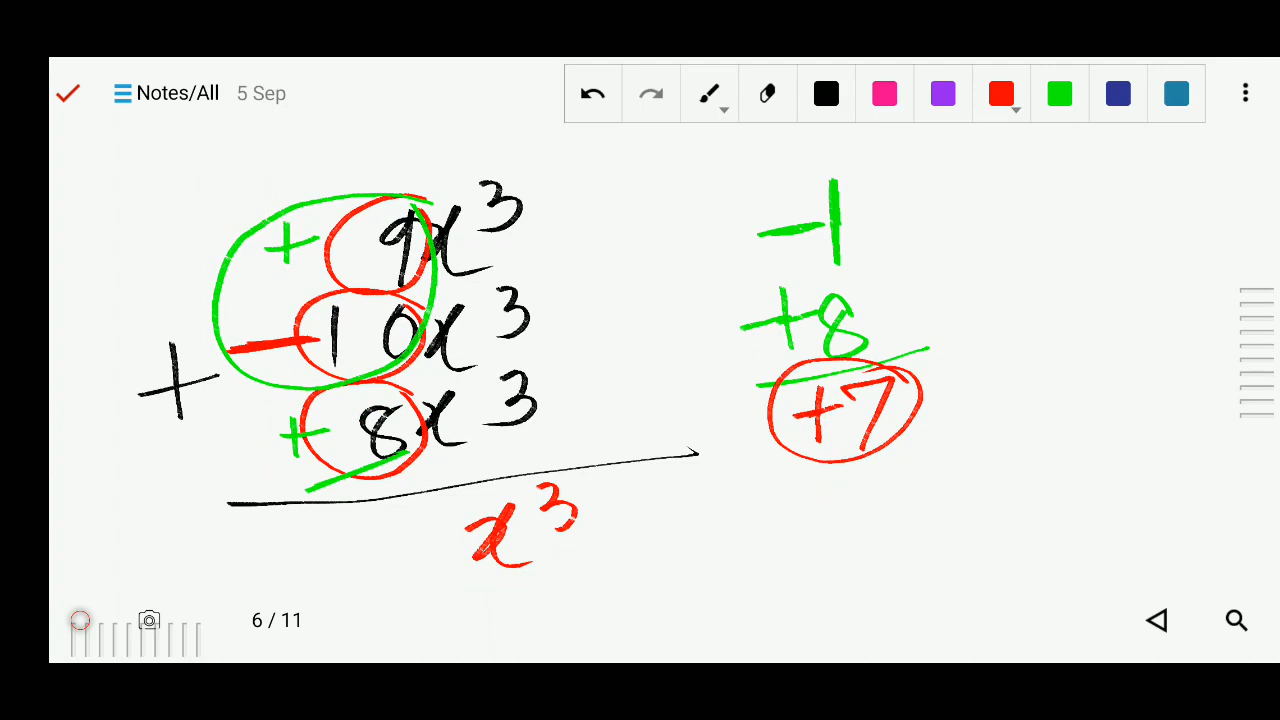 Notes/All 5 Sep
+ 9x³
-10x³
+
+ 8x³
x³
-1
+8
+7
6 / 11